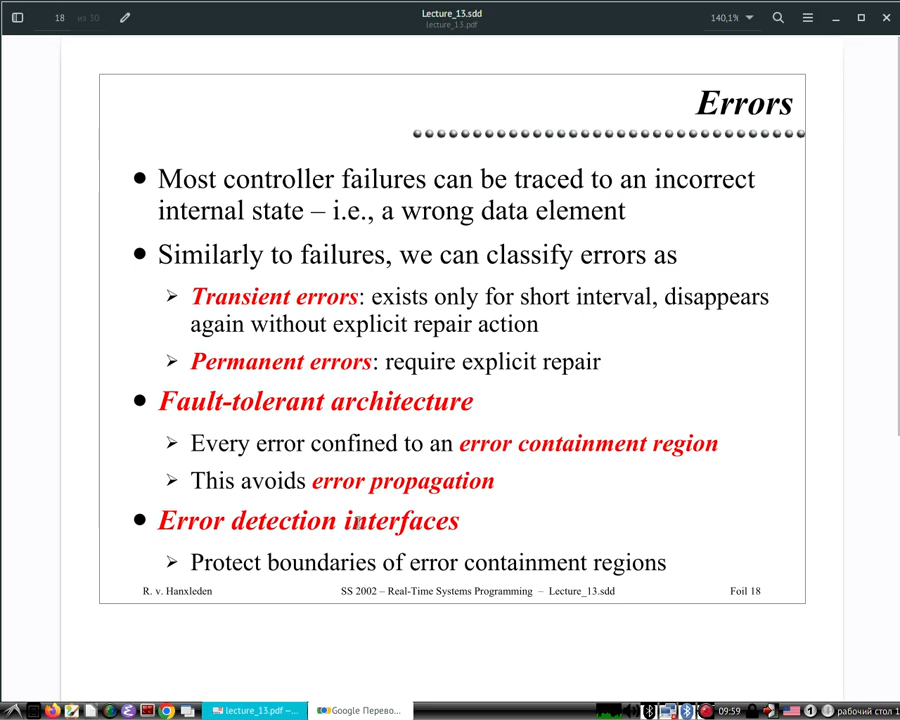 Lecture_13.sdd
lecture_13.pdf
18 из 30
140,1%
Errors
Most controller failures can be traced to an incorrect
internal state – i.e., a wrong data element
Similarly to failures, we can classify errors as
Transient errors: exists only for short interval, disappears
again without explicit repair action
Permanent errors: require explicit repair
Fault-tolerant architecture
Every error confined to an error containment region
This avoids error propagation
Error detection interfaces
Protect boundaries of error containment regions
R. v. Hanxleden SS 2002 – Real-Time Systems Programming – Lecture_13.sdd Foil 18
lecture_13.pdf –... Google Перево... 09:59 1 рабочий стол 1